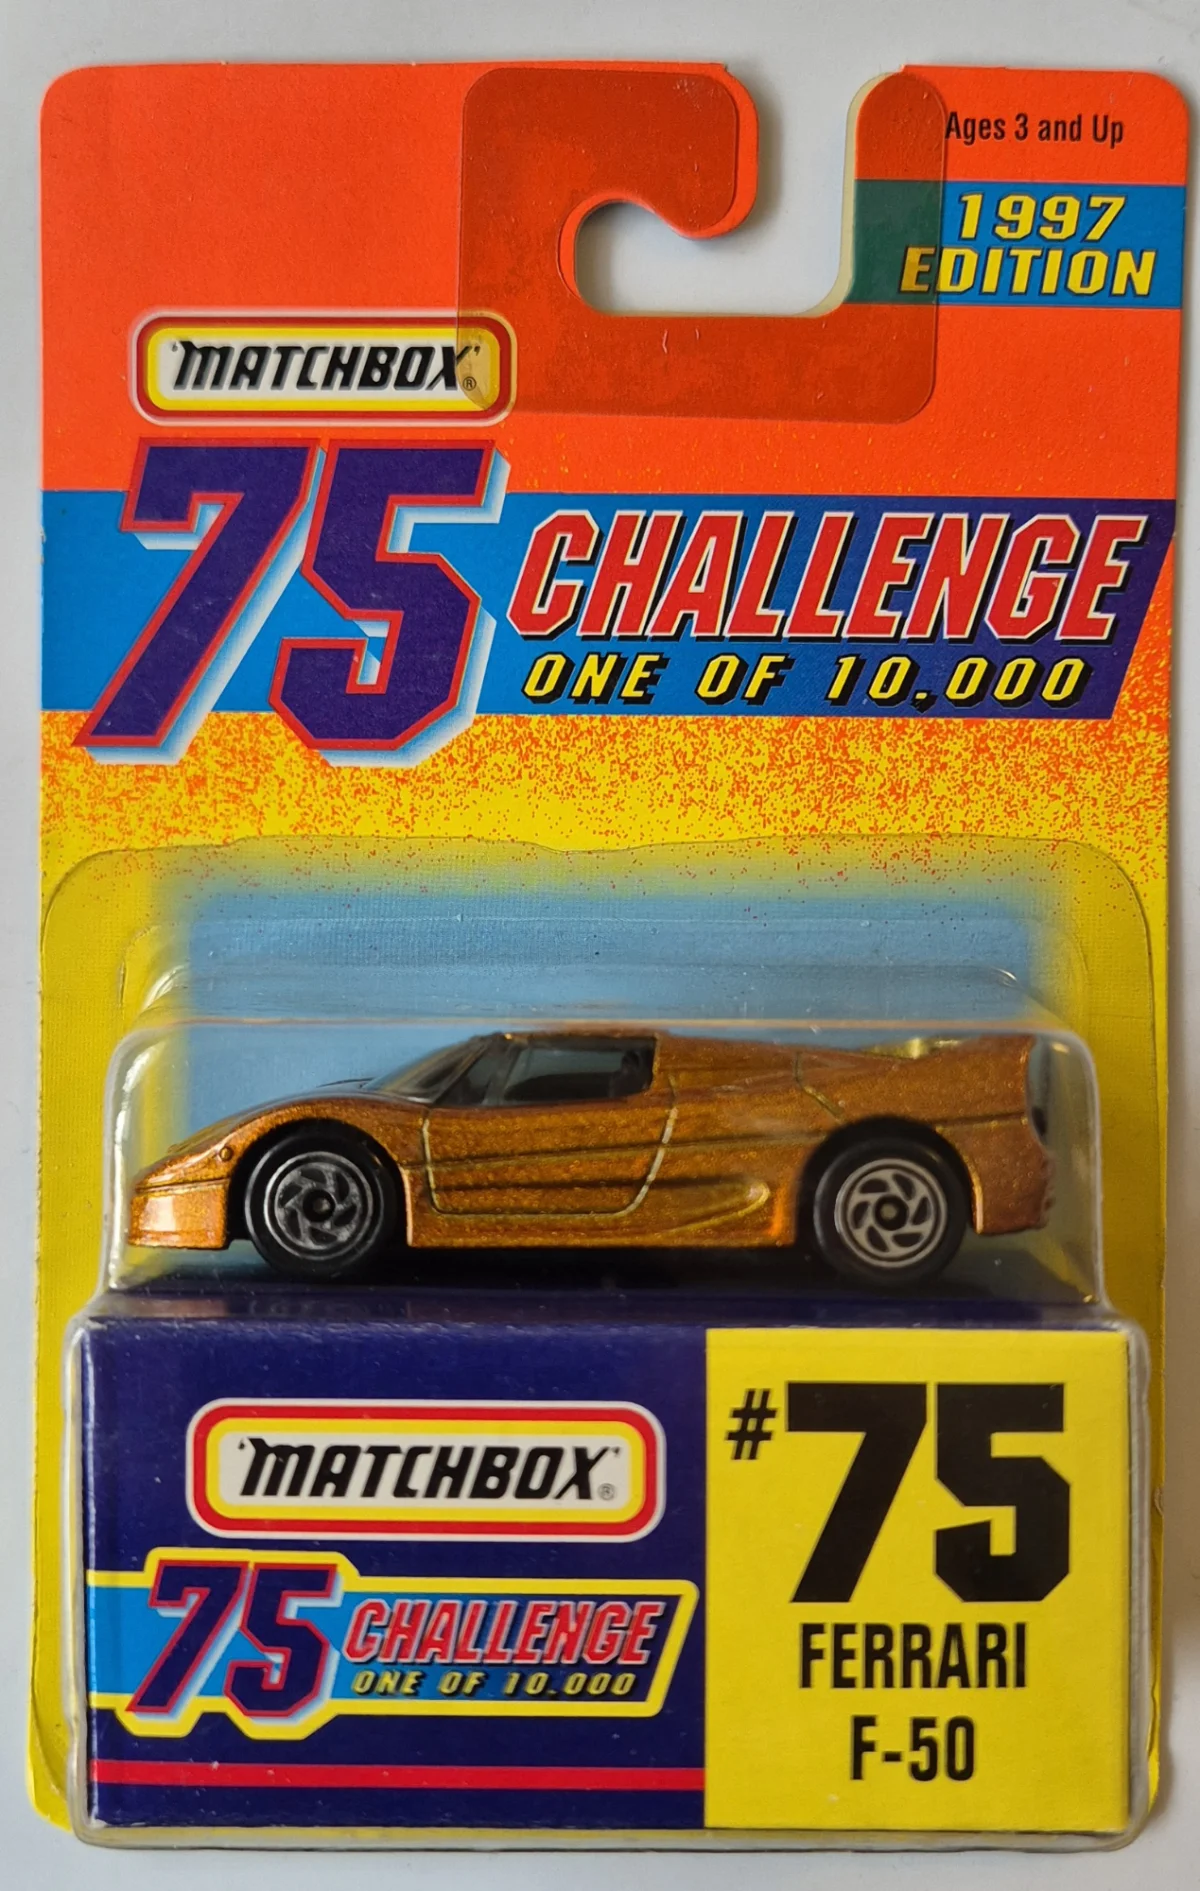 Ages 3 and Up
1997
EDITION
'MATCHBOX'®
75
CHALLENGE
ONE OF 10,000
'MATCHBOX'®
75 CHALLENGE
ONE OF 10,000
#75
FERRARI
F-50